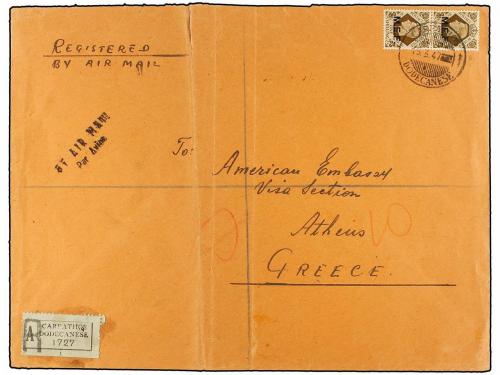 REGISTERED
BY AIR MAIL
DODECANESE
BY AIR MAIL
Par Avion
To:
American Embassy
Visa Section
Athens
GREECE
A
CARPATHOS
DODECANESE
1727